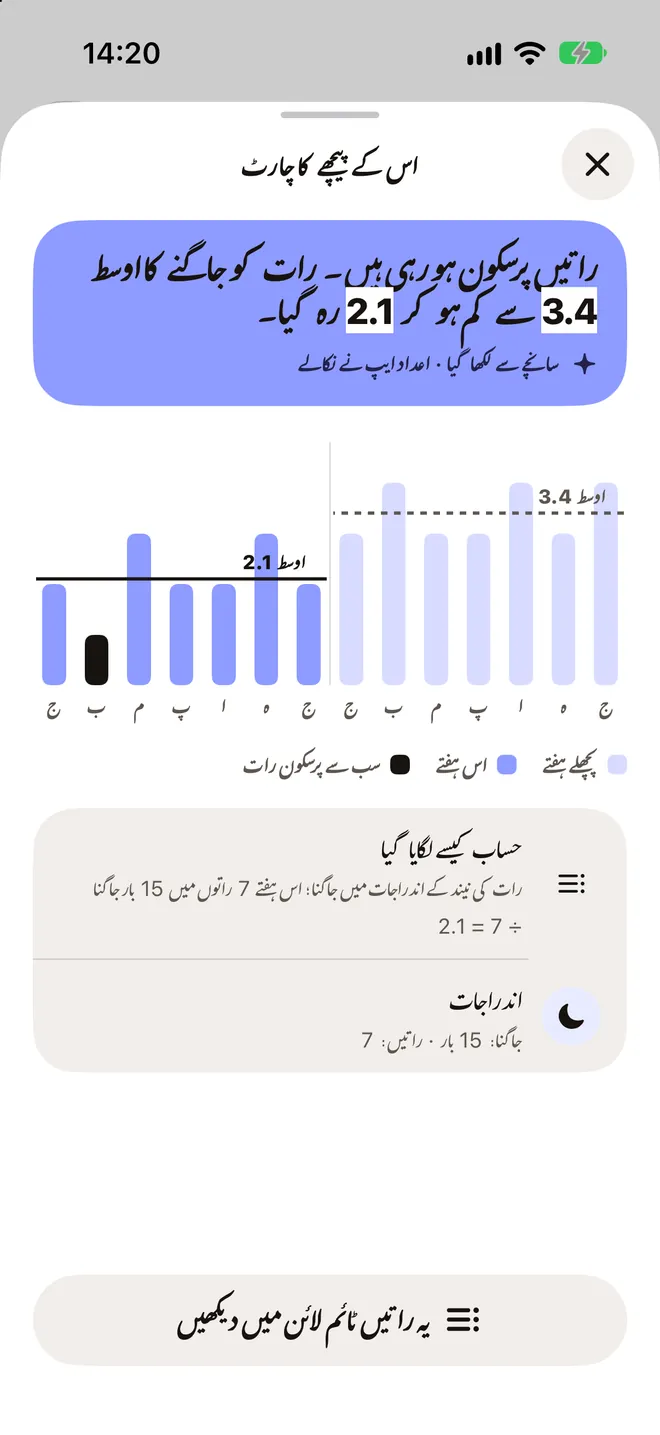 14:20
اس کے پیچھے کا چارٹ
راتیں پرسکون ہو رہی ہیں۔ رات کو جاگنے کا اوسط
3.4 سے کم ہو کر 2.1 رہ گیا۔
سانچے سے لکھا گیا · اعداد ایپ نے نکالے
اوسط 3.4
اوسط 2.1
ج ہ ا پ م ب ج ج ہ ا پ م ب ج
پچھلے ہفتے
اس ہفتے
سب سے پرسکون رات
حساب کیسے لگایا گیا
رات کی نیند کے اندراجات میں جاگنا؛ اس ہفتے 7 راتوں میں 15 بار جاگنا
÷ 7 = 2.1
اندراجات
جاگنا: 15 بار · راتیں: 7
یہ راتیں ٹائم لائن میں دیکھیں